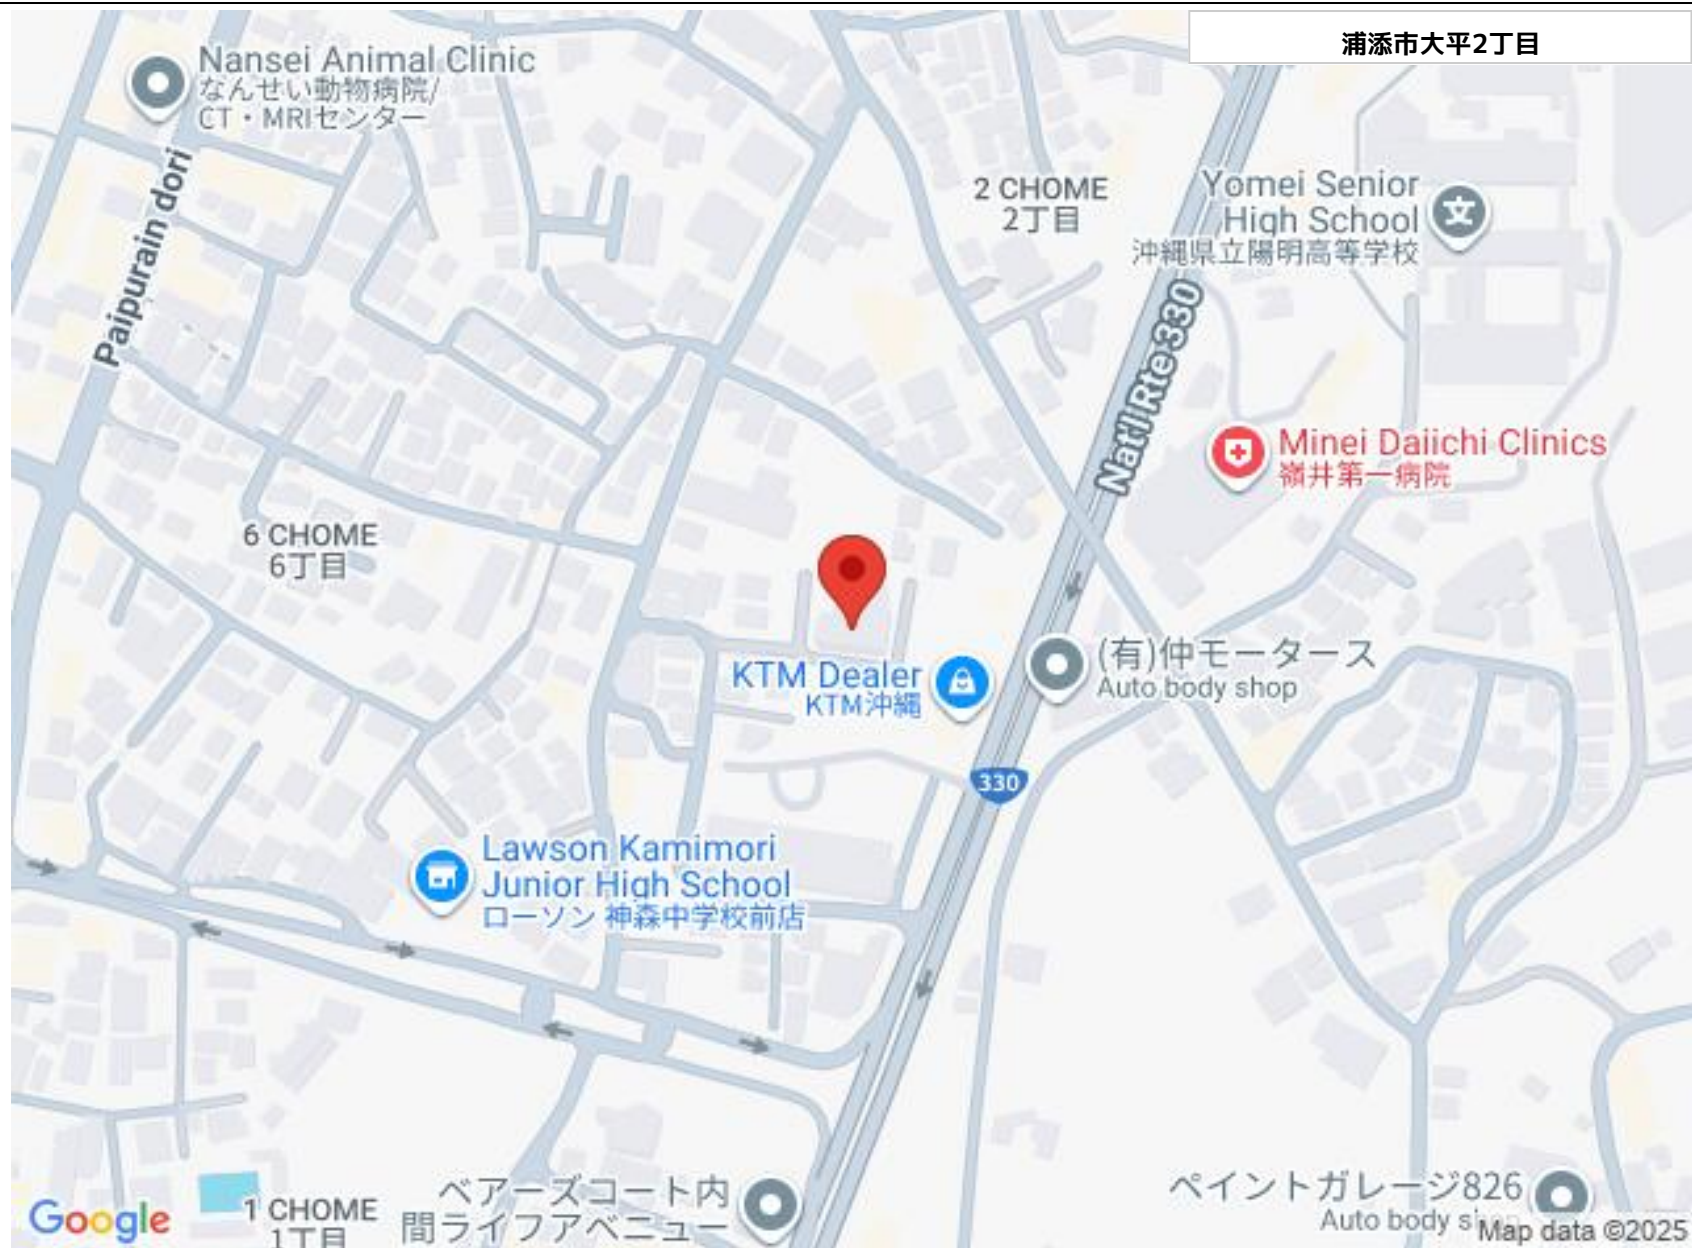 浦添市大平2丁目
Nansei Animal Clinic
なんせい動物病院/
CT・MRIセンター
Paipurain dori
2 CHOME
2丁目
Yomei Senior
High School
沖縄県立陽明高等学校
Nat'l Rte 330
Minei Daiichi Clinics
嶺井第一病院
6 CHOME
6丁目
KTM Dealer
KTM沖縄
(有)仲モータース
Auto body shop
330
Lawson Kamimori
Junior High School
ローソン 神森中学校前店
1 CHOME
1丁目
ベアーズコート内
間ライフアベニュー
ペイントガレージ826
Auto body
Google
Map data ©2025